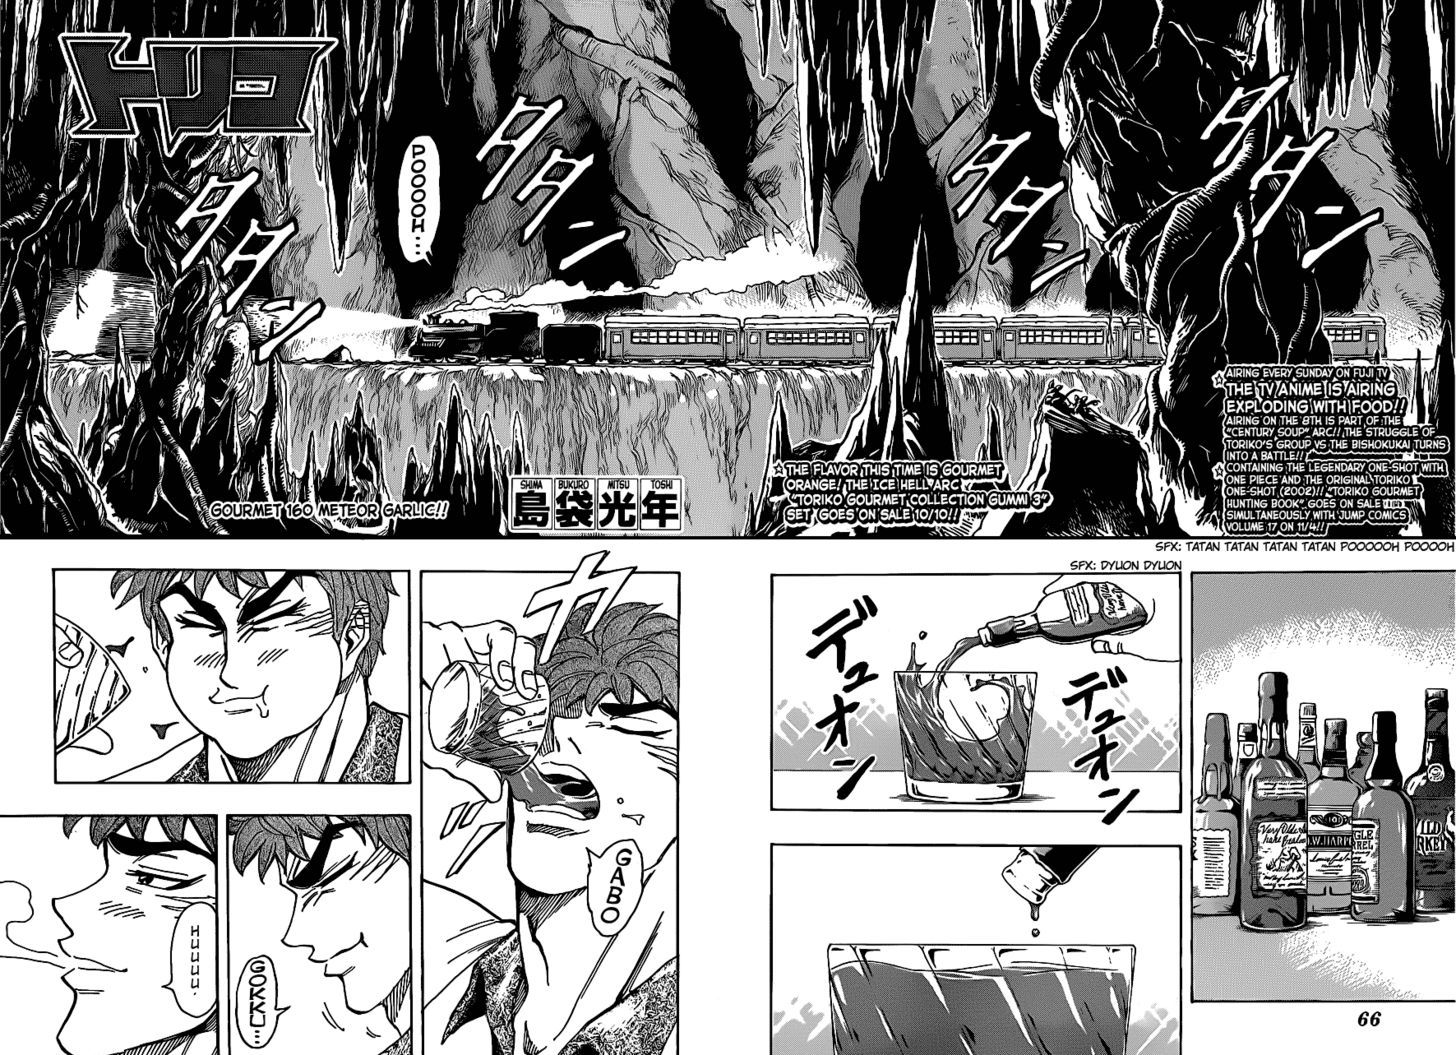 トリコ
タタン
タタン
タタン
タタン
POOOOH...
AIRING EVERY SUNDAY ON FUJI TV
☆THE TV ANIME IS AIRING
EXPLODING WITH FOOD!!
AIRING ON THE 8TH IS PART OF THE
"CENTURY SOUP" ARC!! THE STRUGGLE OF
TORIKO'S GROUP VS THE BISHOKUKAI TURNS
INTO A BATTLE!!
☆CONTAINING THE LEGENDARY ONE-SHOT WITH
ONE PIECE AND THE ORIGINAL TORIKO
ONE-SHOT (2002)!! "TORIKO GOURMET
HUNTING BOOK", GOES ON SALE
SIMULTANEOUSLY WITH JUMP COMICS
VOLUME 17 ON 11/4!!
☆THE FLAVOR THIS TIME IS GOURMET
ORANGE! THE ICE HELL ARC
"TORIKO GOURMET COLLECTION GUMMI 3"
SET GOES ON SALE 10/10!!
SHIMA BUKURO MITSU TOSHI
島袋光年
GOURMET 160 METEOR GARLIC!!
SFX: TATAN TATAN TATAN TATAN POOOOOH POOOOH
SFX: DYUON DYUON
Very Olde
W.HARP
GLE
REL
ILD
RKEY
デュオン
デュオン
カ
GABO
GOKKU...
HUUUU.
66